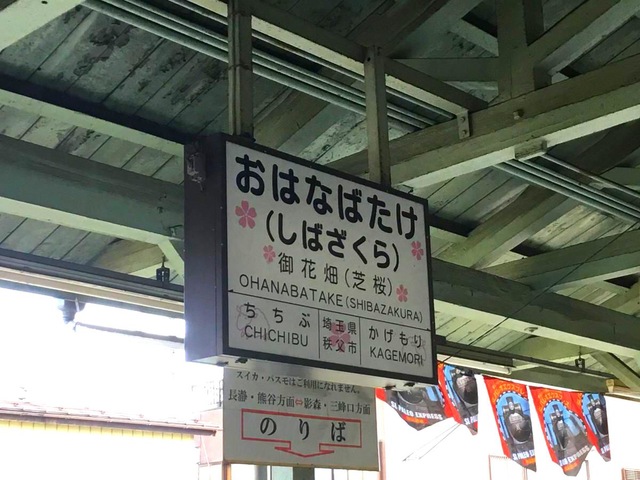 おはなばたけ
(しばざくら)
御花畑(芝桜)
OHANABATAKE(SHIBAZAKURA)
ちちぶ
CHICHIBU
埼玉県
秩父市
かげもり
KAGEMORI
スイカ・パスモはご利用になれません。
長瀞・熊谷方面⇔影森・三峰口方面
のりば
SL PALEO EXPRESS